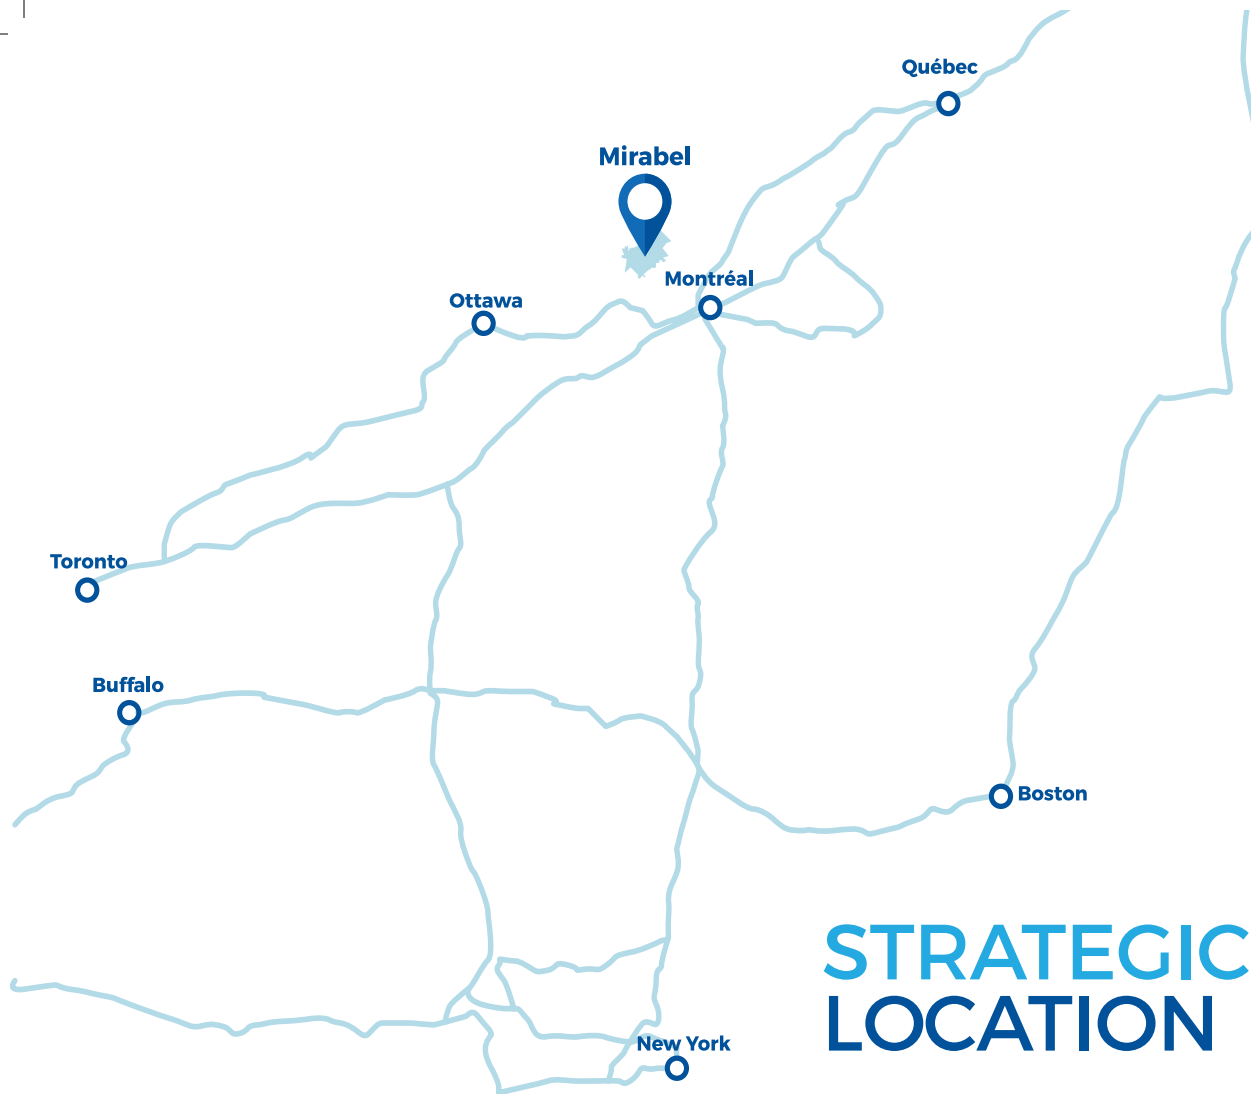 Québec
Mirabel
Montréal
Ottawa
Toronto
Buffalo
Boston
STRATEGIC
LOCATION
New York